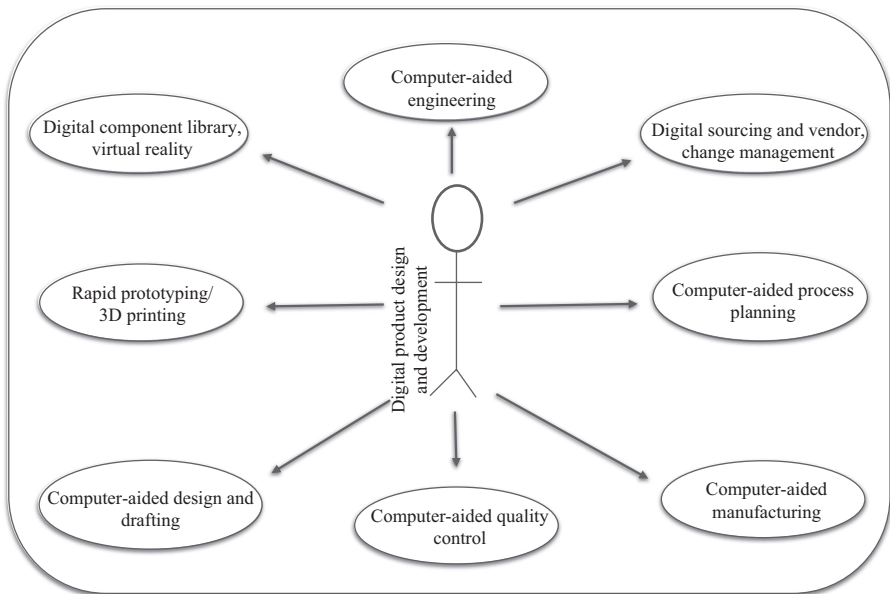 Computer-aided
engineering
Digital component library,
virtual reality
Digital sourcing and vendor,
change management
Rapid prototyping/
3D printing
Digital product design
and development
Computer-aided process
planning
Computer-aided design and
drafting
Computer-aided quality
control
Computer-aided
manufacturing